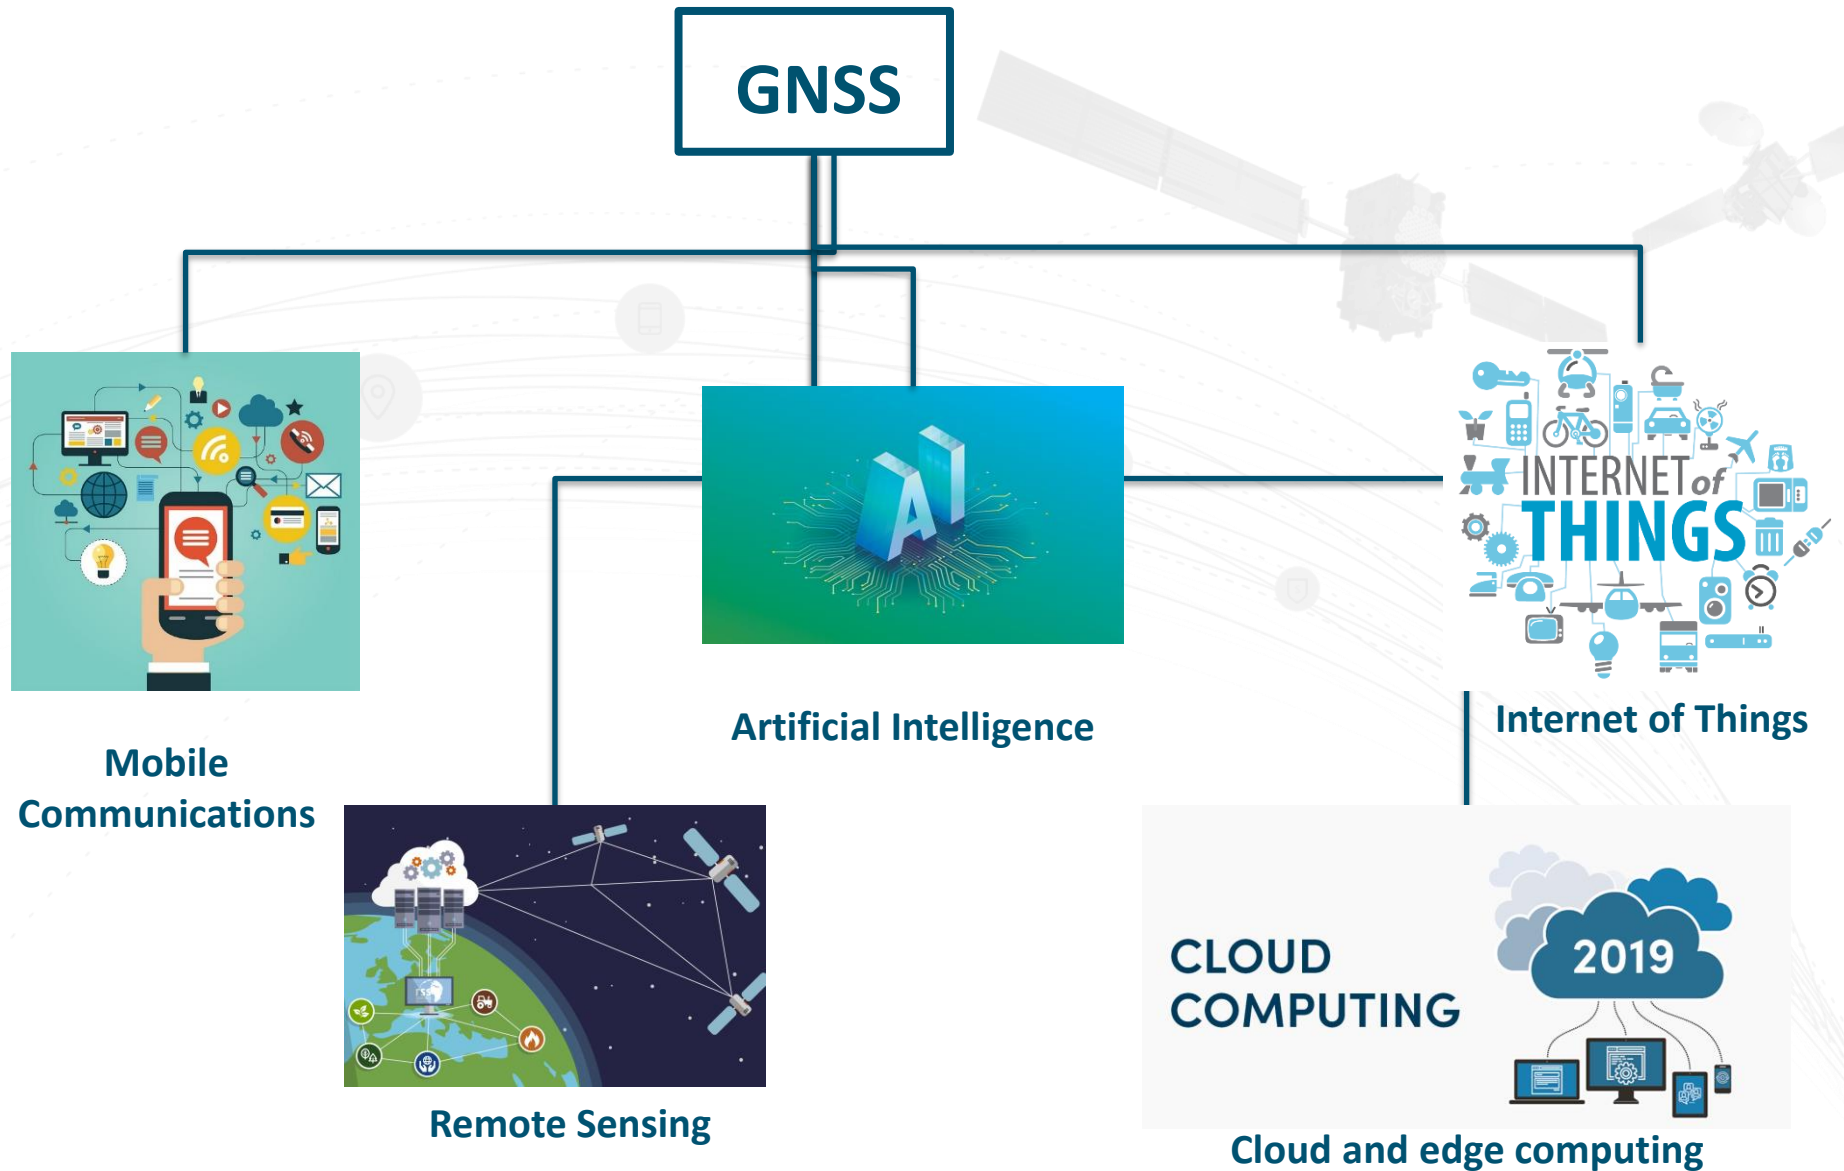 GNSS
AI
INTERNET of
THINGS
Artificial Intelligence
Internet of Things
Mobile
Communications
CLOUD
COMPUTING
2019
Remote Sensing
Cloud and edge computing